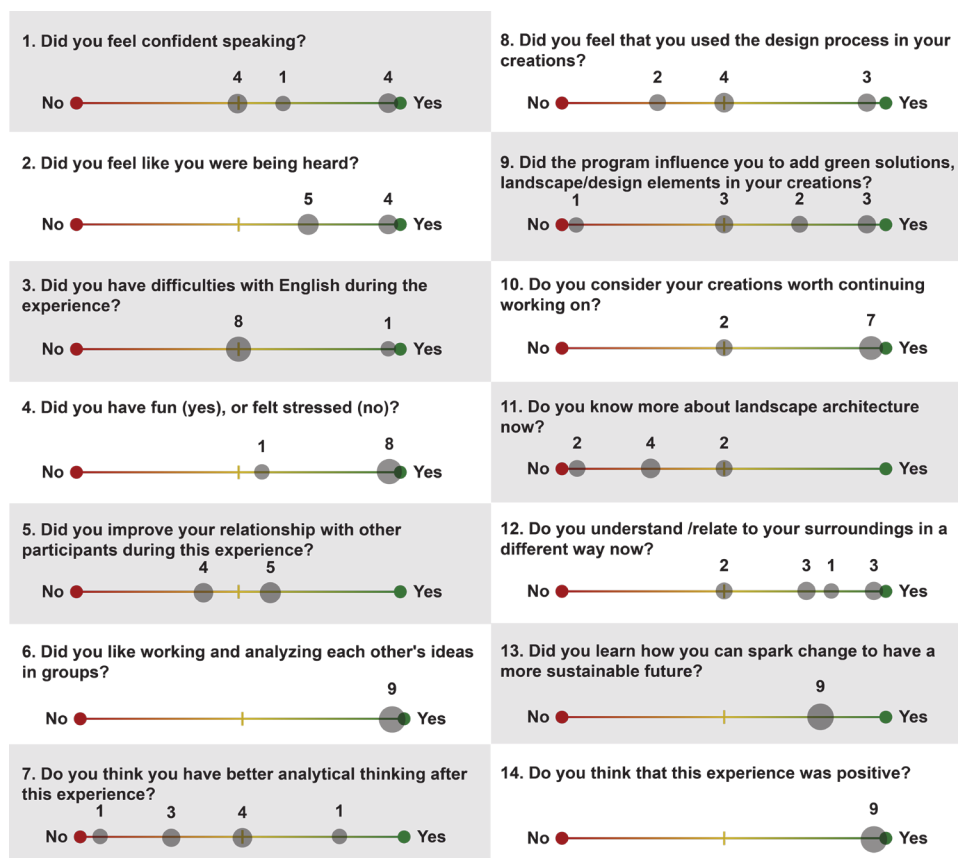 1. Did you feel confident speaking?
4 1 4
No Yes
2. Did you feel like you were being heard?
5 4
No Yes
3. Did you have difficulties with English during the
experience?
8 1
No Yes
4. Did you have fun (yes), or felt stressed (no)?
1 8
No Yes
5. Did you improve your relationship with other
participants during this experience?
4 5
No Yes
6. Did you like working and analyzing each other's ideas
in groups?
9
No Yes
7. Do you think you have better analytical thinking after
this experience?
1 3 4 1
No Yes
8. Did you feel that you used the design process in your
creations?
2 4 3
No Yes
9. Did the program influence you to add green solutions,
landscape/design elements in your creations?
1 3 2 3
No Yes
10. Do you consider your creations worth continuing
working on?
2 7
No Yes
11. Do you know more about landscape architecture
now?
2 4 2
No Yes
12. Do you understand /relate to your surroundings in a
different way now?
2 3 1 3
No Yes
13. Did you learn how you can spark change to have a
more sustainable future?
9
No Yes
14. Do you think that this experience was positive?
9
No Yes